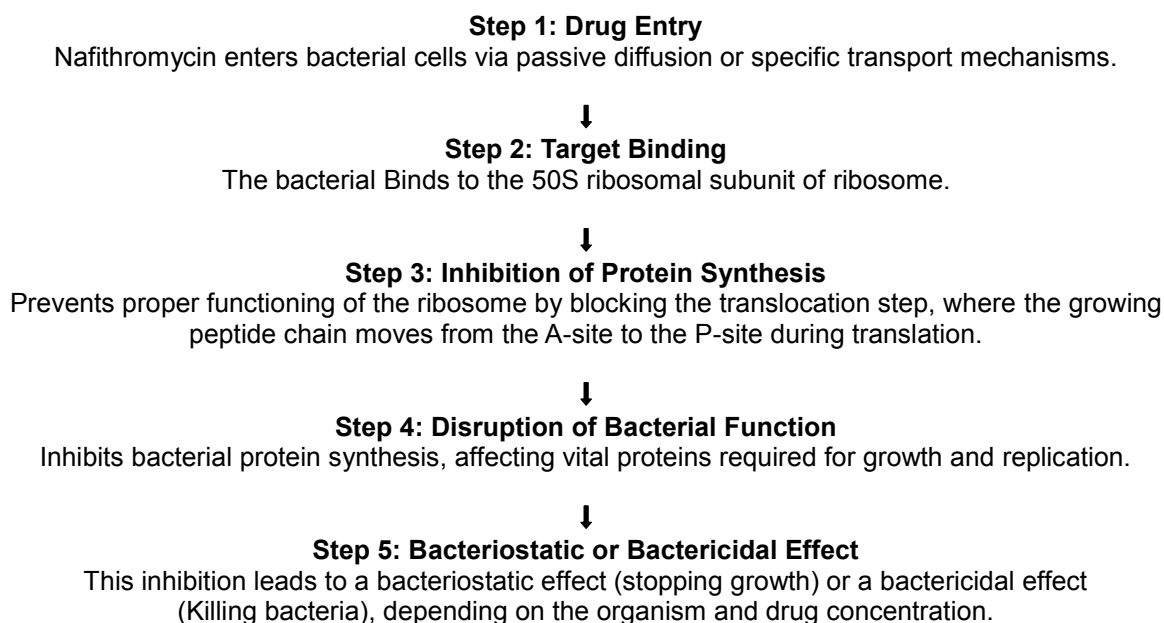 Step 1: Drug Entry
Nafithromycin enters bacterial cells via passive diffusion or specific transport mechanisms.
Step 2: Target Binding
The bacterial Binds to the 50S ribosomal subunit of ribosome.
Step 3: Inhibition of Protein Synthesis
Prevents proper functioning of the ribosome by blocking the translocation step, where the growing
peptide chain moves from the A-site to the P-site during translation.
Step 4: Disruption of Bacterial Function
Inhibits bacterial protein synthesis, affecting vital proteins required for growth and replication.
Step 5: Bacteriostatic or Bactericidal Effect
This inhibition leads to a bacteriostatic effect (stopping growth) or a bactericidal effect
(Killing bacteria), depending on the organism and drug concentration.